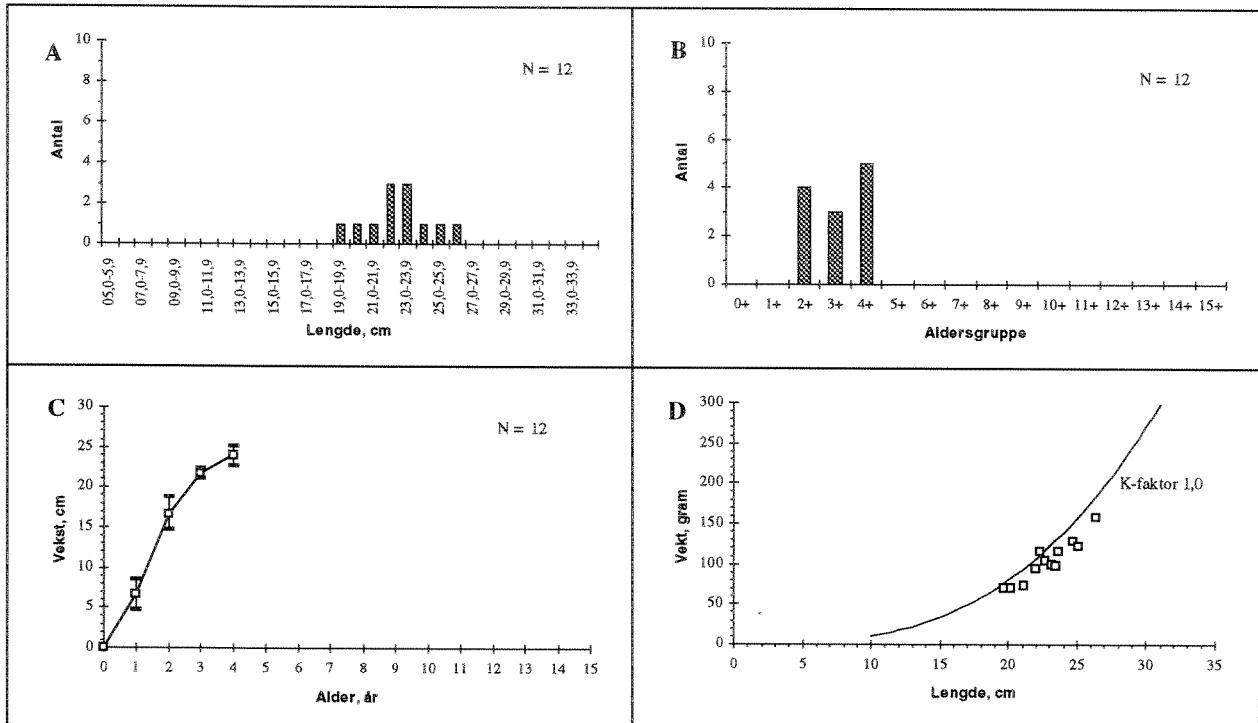 A
N = 12
Antal
10
8
6
4
2
0
05,0-5,9
07,0-7,9
09,0-9,9
11,0-11,9
13,0-13,9
15,0-15,9
17,0-17,9
19,0-19,9
21,0-21,9
23,0-23,9
25,0-25,9
27,0-27,9
29,0-29,9
31,0-31,9
33,0-33,9
Lengde, cm
B
N = 12
Antal
10
8
6
4
2
0
0+ 1+ 2+ 3+ 4+ 5+ 6+ 7+ 8+ 9+ 10+ 11+ 12+ 13+ 14+ 15+
Aldersgruppe
C
N = 12
Vekst, cm
30
25
20
15
10
5
0
0 1 2 3 4 5 6 7 8 9 10 11 12 13 14 15
Alder, år
D
K-faktor 1,0
Vekt, gram
300
250
200
150
100
50
0
0 5 10 15 20 25 30 35
Lengde, cm